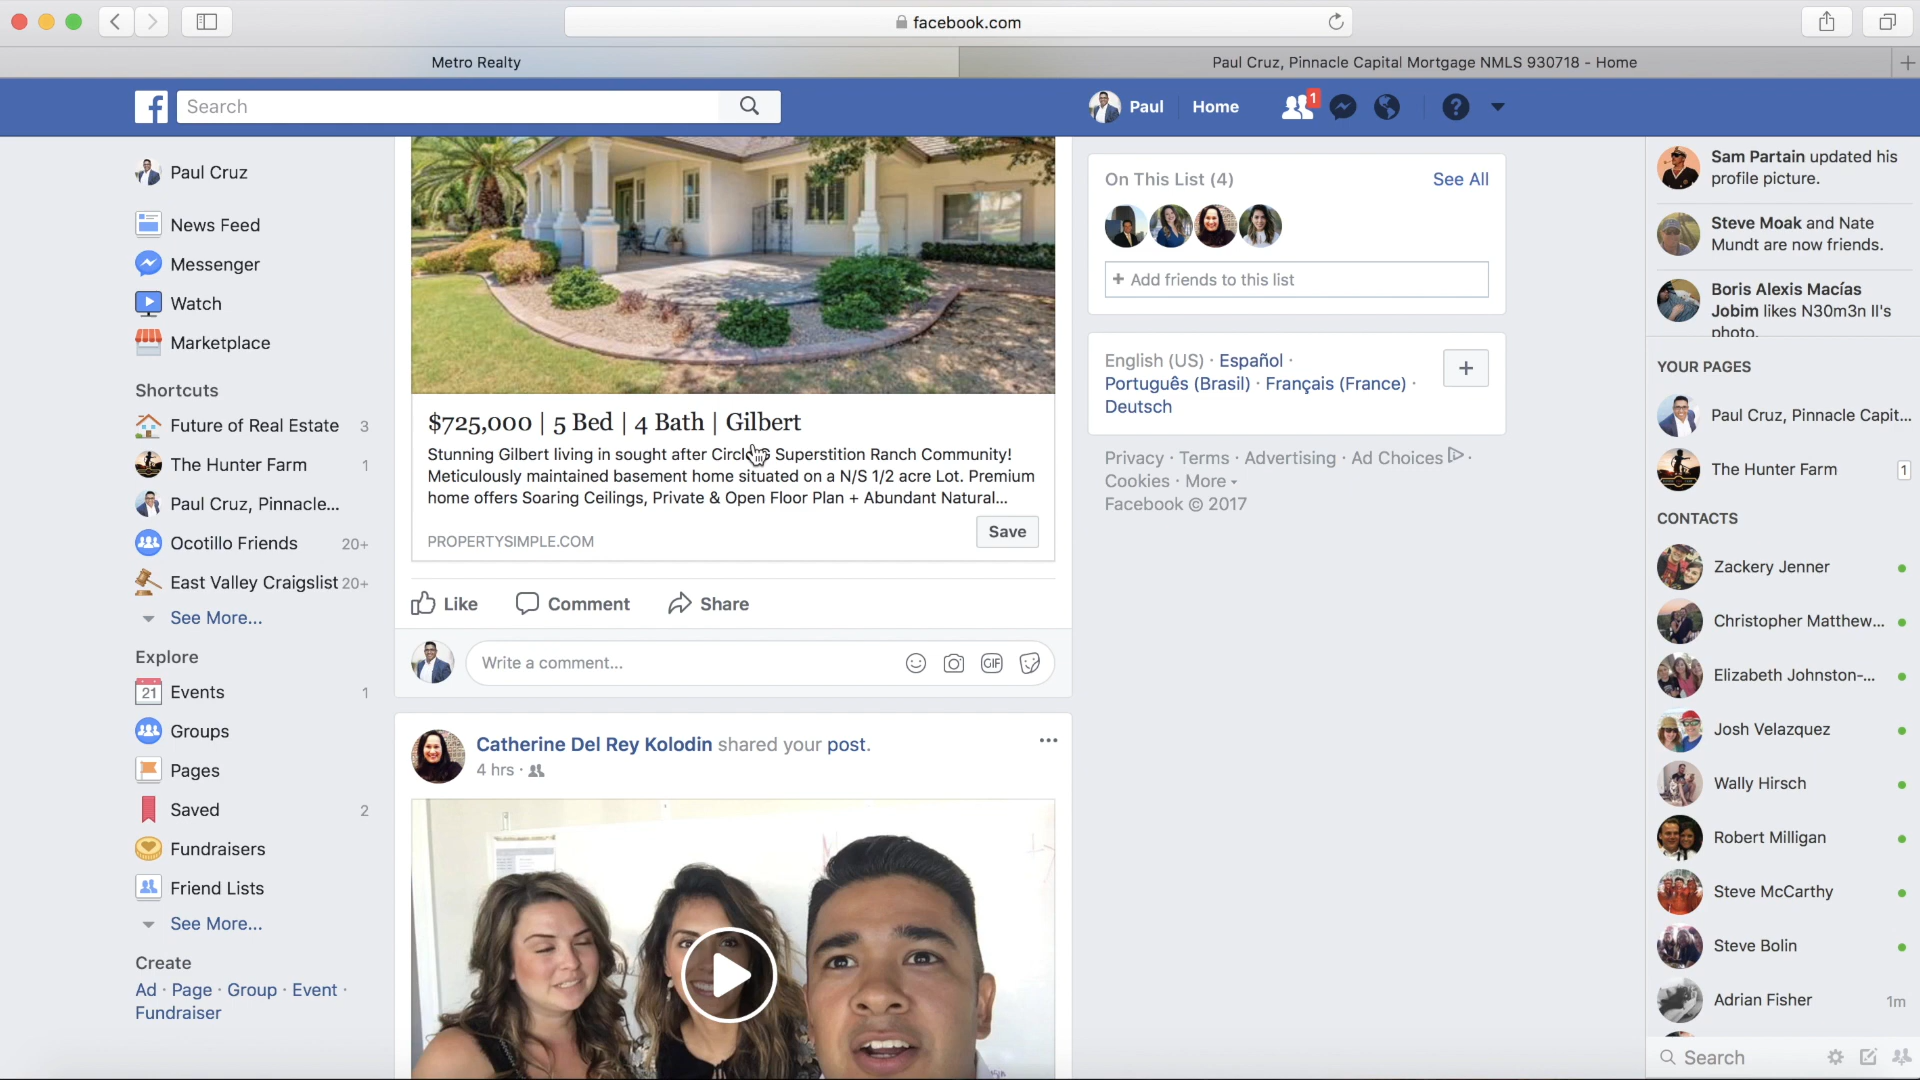 facebook.com
Metro Realty
Paul Cruz, Pinnacle Capital Mortgage NMLS 930718 - Home
Search
Paul
Home
1
Paul Cruz
News Feed
Messenger
Watch
Marketplace
Shortcuts
Future of Real Estate 3
The Hunter Farm 1
Paul Cruz, Pinnacle...
Ocotillo Friends 20+
East Valley Craigslist 20+
See More...
Explore
21 Events 1
Groups
Pages
Saved 2
Fundraisers
Friend Lists
See More...
Create
Ad · Page · Group · Event ·
Fundraiser
$725,000 | 5 Bed | 4 Bath | Gilbert
Stunning Gilbert living in sought after Circle G Superstition Ranch Community!
Meticulously maintained basement home situated on a N/S 1/2 acre Lot. Premium
home offers Soaring Ceilings, Private & Open Floor Plan + Abundant Natural...
PROPERTYSIMPLE.COM
Save
Like
Comment
Share
Write a comment...
GIF
Catherine Del Rey Kolodin shared your post.
4 hrs ·
On This List (4)
See All
+ Add friends to this list
English (US) · Español ·
Português (Brasil) · Français (France) ·
Deutsch
Privacy · Terms · Advertising · Ad Choices ·
Cookies · More
Facebook © 2017
Sam Partain updated his
profile picture.
Steve Moak and Nate
Mundt are now friends.
Boris Alexis Macías
Jobim likes N30m3n II's
photo.
YOUR PAGES
Paul Cruz, Pinnacle Capit...
The Hunter Farm 1
CONTACTS
Zackery Jenner
Christopher Matthew...
Elizabeth Johnston-...
Josh Velazquez
Wally Hirsch
Robert Milligan
Steve McCarthy
Steve Bolin
Adrian Fisher 1m
Search